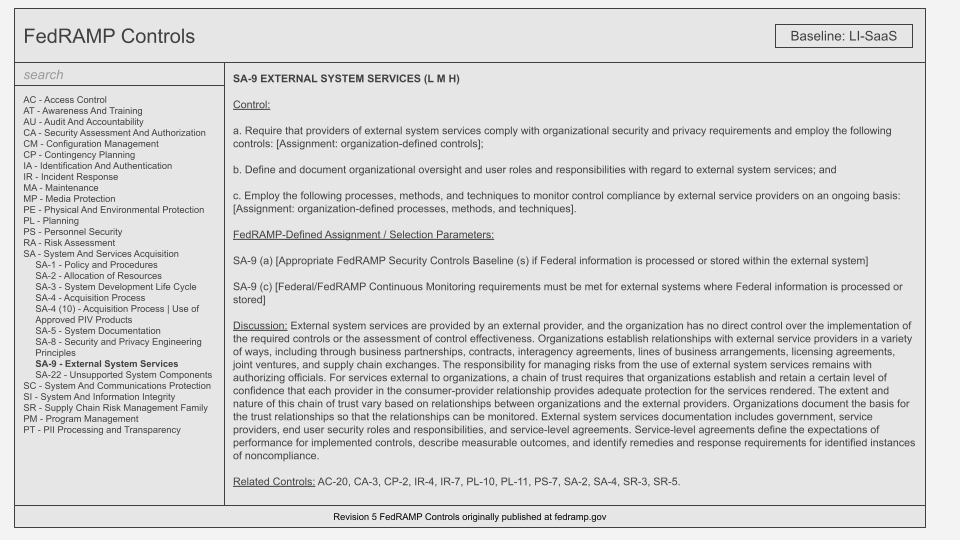 FedRAMP Controls
Baseline: LI-SaaS
search
AC - Access Control
AT - Awareness And Training
AU - Audit And Accountability
CA - Security Assessment And Authorization
CM - Configuration Management
CP - Contingency Planning
IA - Identification And Authentication
IR - Incident Response
MA - Maintenance
MP - Media Protection
PE - Physical And Environmental Protection
PL - Planning
PS - Personnel Security
RA - Risk Assessment
SA - System And Services Acquisition
SA-1 - Policy and Procedures
SA-2 - Allocation of Resources
SA-3 - System Development Life Cycle
SA-4 - Acquisition Process
SA-4 (10) - Acquisition Process | Use of
Approved PIV Products
SA-5 - System Documentation
SA-8 - Security and Privacy Engineering
Principles
SA-9 - External System Services
SA-22 - Unsupported System Components
SC - System And Communications Protection
SI - System And Information Integrity
SR - Supply Chain Risk Management Family
PM - Program Management
PT - PII Processing and Transparency
SA-9 EXTERNAL SYSTEM SERVICES (L M H)
Control:
a. Require that providers of external system services comply with organizational security and privacy requirements and employ the following
controls: [Assignment: organization-defined controls];
b. Define and document organizational oversight and user roles and responsibilities with regard to external system services; and
c. Employ the following processes, methods, and techniques to monitor control compliance by external service providers on an ongoing basis:
[Assignment: organization-defined processes, methods, and techniques].
FedRAMP-Defined Assignment / Selection Parameters:
SA-9 (a) [Appropriate FedRAMP Security Controls Baseline (s) if Federal information is processed or stored within the external system]
SA-9 (c) [Federal/FedRAMP Continuous Monitoring requirements must be met for external systems where Federal information is processed or
stored]
Discussion: External system services are provided by an external provider, and the organization has no direct control over the implementation of
the required controls or the assessment of control effectiveness. Organizations establish relationships with external service providers in a variety
of ways, including through business partnerships, contracts, interagency agreements, lines of business arrangements, licensing agreements,
joint ventures, and supply chain exchanges. The responsibility for managing risks from the use of external system services remains with
authorizing officials. For services external to organizations, a chain of trust requires that organizations establish and retain a certain level of
confidence that each provider in the consumer-provider relationship provides adequate protection for the services rendered. The extent and
nature of this chain of trust vary based on relationships between organizations and the external providers. Organizations document the basis for
the trust relationships so that the relationships can be monitored. External system services documentation includes government, service
providers, end user security roles and responsibilities, and service-level agreements. Service-level agreements define the expectations of
performance for implemented controls, describe measurable outcomes, and identify remedies and response requirements for identified instances
of noncompliance.
Related Controls: AC-20, CA-3, CP-2, IR-4, IR-7, PL-10, PL-11, PS-7, SA-2, SA-4, SR-3, SR-5.
Revision 5 FedRAMP Controls originally published at fedramp.gov